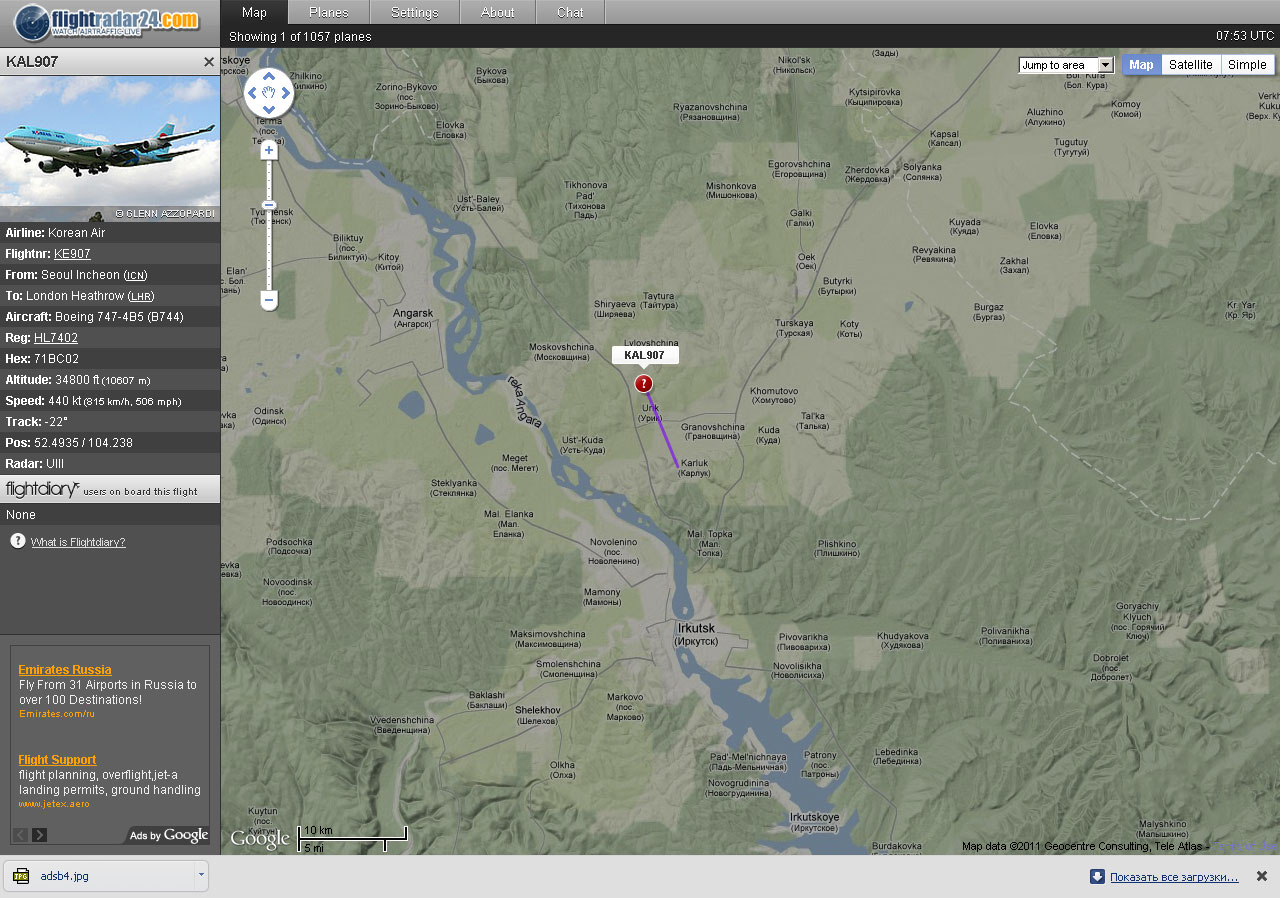 flightradar24.com
WATCH AIRTRAFFIC LIVE
Map
Planes
Settings
About
Chat
Showing 1 of 1057 planes
07:53 UTC
KAL907
KOREAN AIR
© GLENN AZZOPARDI
Airline: Korean Air
Flightnr: KE907
From: Seoul Incheon (ICN)
To: London Heathrow (LHR)
Aircraft: Boeing 747-4B5 (B744)
Reg: HL7402
Hex: 71BC02
Altitude: 34800 ft (10607 m)
Speed: 440 kt (815 km/h, 506 mph)
Track: -22°
Pos: 52.4935 / 104.238
Radar: UIII
flightdiary users on board this flight
None
? What is Flightdiary?
Emirates Russia
Fly From 31 Airports in Russia to
over 100 Destinations!
Emirates.com/ru
Flight Support
flight planning, overflight,jet-a
landing permits, ground handling
www.jetex.aero
Ads by Google
Jump to area
Map
Satellite
Simple
Zhilkino
Zorino-Bykovo
(пос.
Зорино-Быково)
Bykova
(Быкова)
Elovka
(Еловка)
Nikol'sk
(Никольск)
(Зады)
Ryazanovshchina
(Рязановщина)
Kytsipirovka
(Кыципировка)
Bol. Kura
(Бол. Кура)
Komoy
(Комой)
Aluzhino
(Алужино)
Tugutuy
(Тугутуй)
Kapsal
(Капсал)
Egorovshchina
(Егоровщина)
Zherdovka
(Жердовка)
Solyanka
(Солянка)
Mishonkova
(Мишонкова)
Tikhonova
Pad'
(Тихонова
Падь)
Ust'-Baley
(Усть-Балей)
Galki
(Галки)
Kuyada
(Куяда)
Elovka
(Еловка)
Revyakina
(Ревякина)
Zakhal
(Захал)
Biliktuy
(пос.
Биликтуй)
Kitoy
(Китой)
Oek
(Оек)
Butyrki
(Бутырки)
Angarsk
(Ангарск)
Shiryaeva
(Ширяева)
Taytura
(Тайтура)
Turskaya
(Турская)
Koty
(Коты)
Burgaz
(Бургаз)
Kr. Yar
(Кр. Яр)
Moskovshchina
(Московщина)
KAL907
?
reka Angara
Khomutovo
(Хомутово)
Urik
(Урик)
Tal'ka
(Талька)
Granovshchina
(Грановщина)
Kuda
(Куда)
Odinsk
(Одинск)
Ust'-Kuda
(Усть-Куда)
Meget
(пос. Мегет)
Karluk
(Карлук)
Steklyanka
(Стеклянка)
Mal. Elanka
(Мал.
Еланка)
Mal. Topka
(Мал.
Топка)
Plishkino
(Плишкино)
Podsochka
(Подсочка)
Novolenino
(пос.
Новоленино)
Novoodinsk
(пос.
Новоодинск)
Mamony
(Мамоны)
Goryachiy
Klyuch
(пос. Горячий
Ключ)
Irkutsk
(Иркутск)
Maksimovshchina
(Максимовщина)
Pivovarikha
(Пивовариха)
Khudyakova
(Худякова)
Polivanikha
(Поливаниха)
Smolenshchina
(Смоленщина)
Novolisikha
(Новолисиха)
Dobrolet
(пос.
Добролет)
Baklashi
(Баклаши)
Markovo
(пос.
Марково)
Shelekhov
(Шелехов)
Vvedenshchina
(Введенщина)
Olkha
(Олха)
Pad'-Mel'nichnaya
(Падь-Мельничная)
Patrony
(пос.
Патроны)
Lebedinka
(Лебединка)
Novogrudinina
(Новогрудинина)
Kuytun
(пос.
Куйтун)
Irkutskoye
(Иркутское)
Malyshkino
(Малышкино)
Burdakovka
Google
10 km
5 mi
Map data ©2011 Geocentre Consulting, Tele Atlas -
adsb4.jpg
Показать все загрузки...